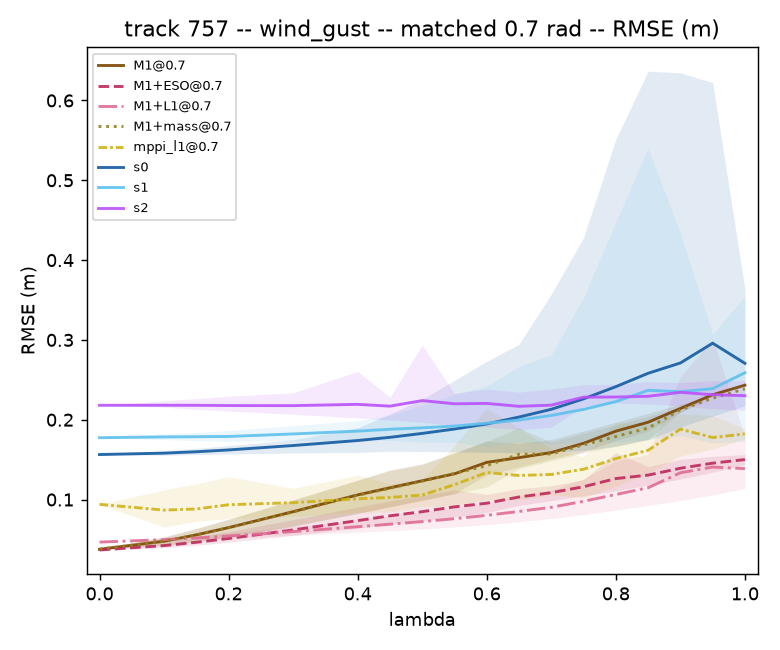 track 757 -- wind_gust -- matched 0.7 rad -- RMSE (m)
M1@0.7
M1+ESO@0.7
M1+L1@0.7
M1+mass@0.7
mppi_l1@0.7
s0
s1
s2
RMSE (m)
0.6
0.5
0.4
0.3
0.2
0.1
0.0 0.2 0.4 0.6 0.8 1.0
lambda